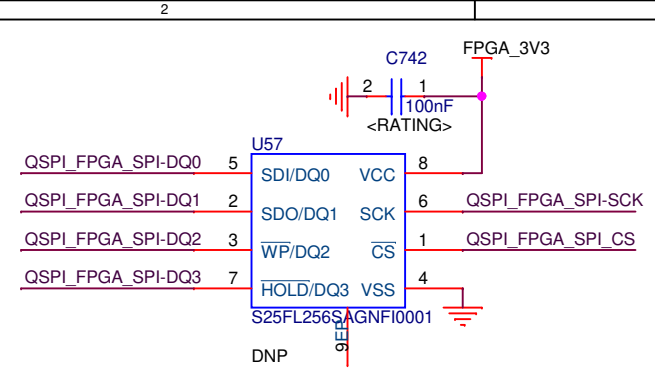 2
FPGA_3V3
C742
2
1
100nF
<RATING>
U57
QSPI_FPGA_SPI-DQ0
5
SDI/DQ0
VCC
8
QSPI_FPGA_SPI-DQ1
2
SDO/DQ1
SCK
6
QSPI_FPGA_SPI-SCK
QSPI_FPGA_SPI-DQ2
3
WP/DQ2
CS
1
QSPI_FPGA_SPI_CS
QSPI_FPGA_SPI-DQ3
7
HOLD/DQ3
VSS
4
S25FL256SAGNFI0001
9
EP
DNP